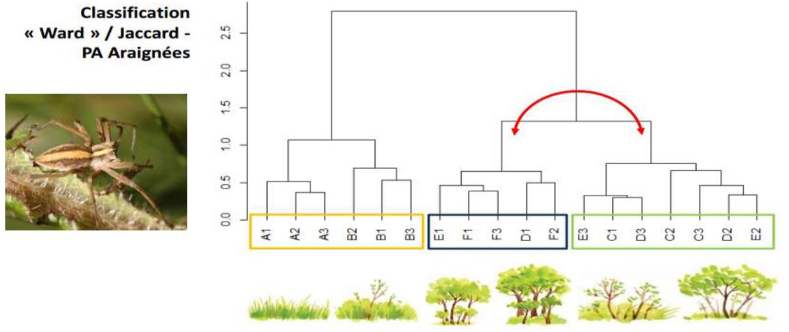 Classification
« Ward » / Jaccard -
PA Araignées
2.5
2.0
1.5
1.0
0.5
0.0
A1 A2 A3 B2 B1 B3 E1 F1 F3 D1 F2 E3 C1 D3 C2 C3 D2 E2